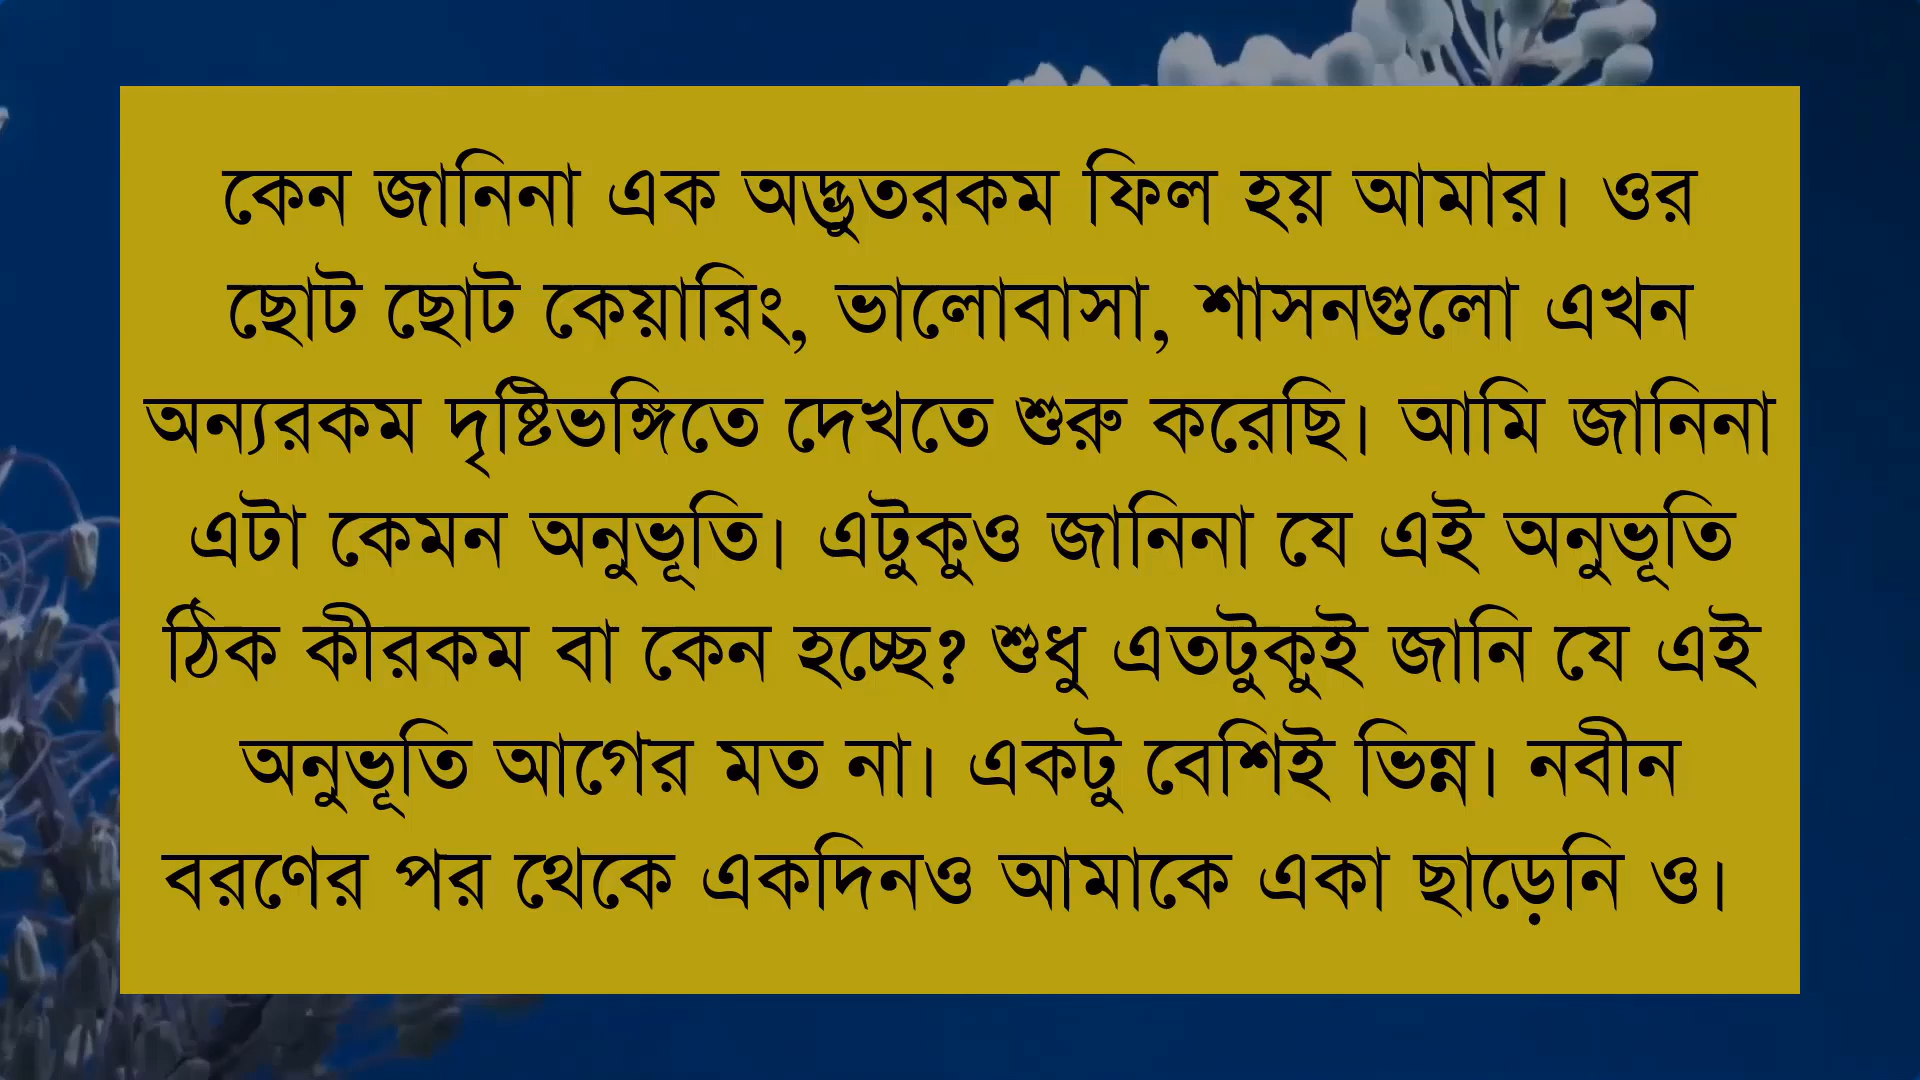 কেন জানিনা এক অদ্ভুতরকম ফিল হয় আমার। ওর
ছোট ছোট কেয়ারিং, ভালোবাসা, শাসনগুলো এখন
অন্যরকম দৃষ্টিভঙ্গিতে দেখতে শুরু করেছি। আমি জানিনা
এটা কেমন অনুভূতি। এটুকুও জানিনা যে এই অনুভূতি
ঠিক কীরকম বা কেন হচ্ছে? শুধু এতটুকুই জানি যে এই
অনুভূতি আগের মত না। একটু বেশিই ভিন্ন। নবীন
বরণের পর থেকে একদিনও আমাকে একা ছাড়েনি ও।